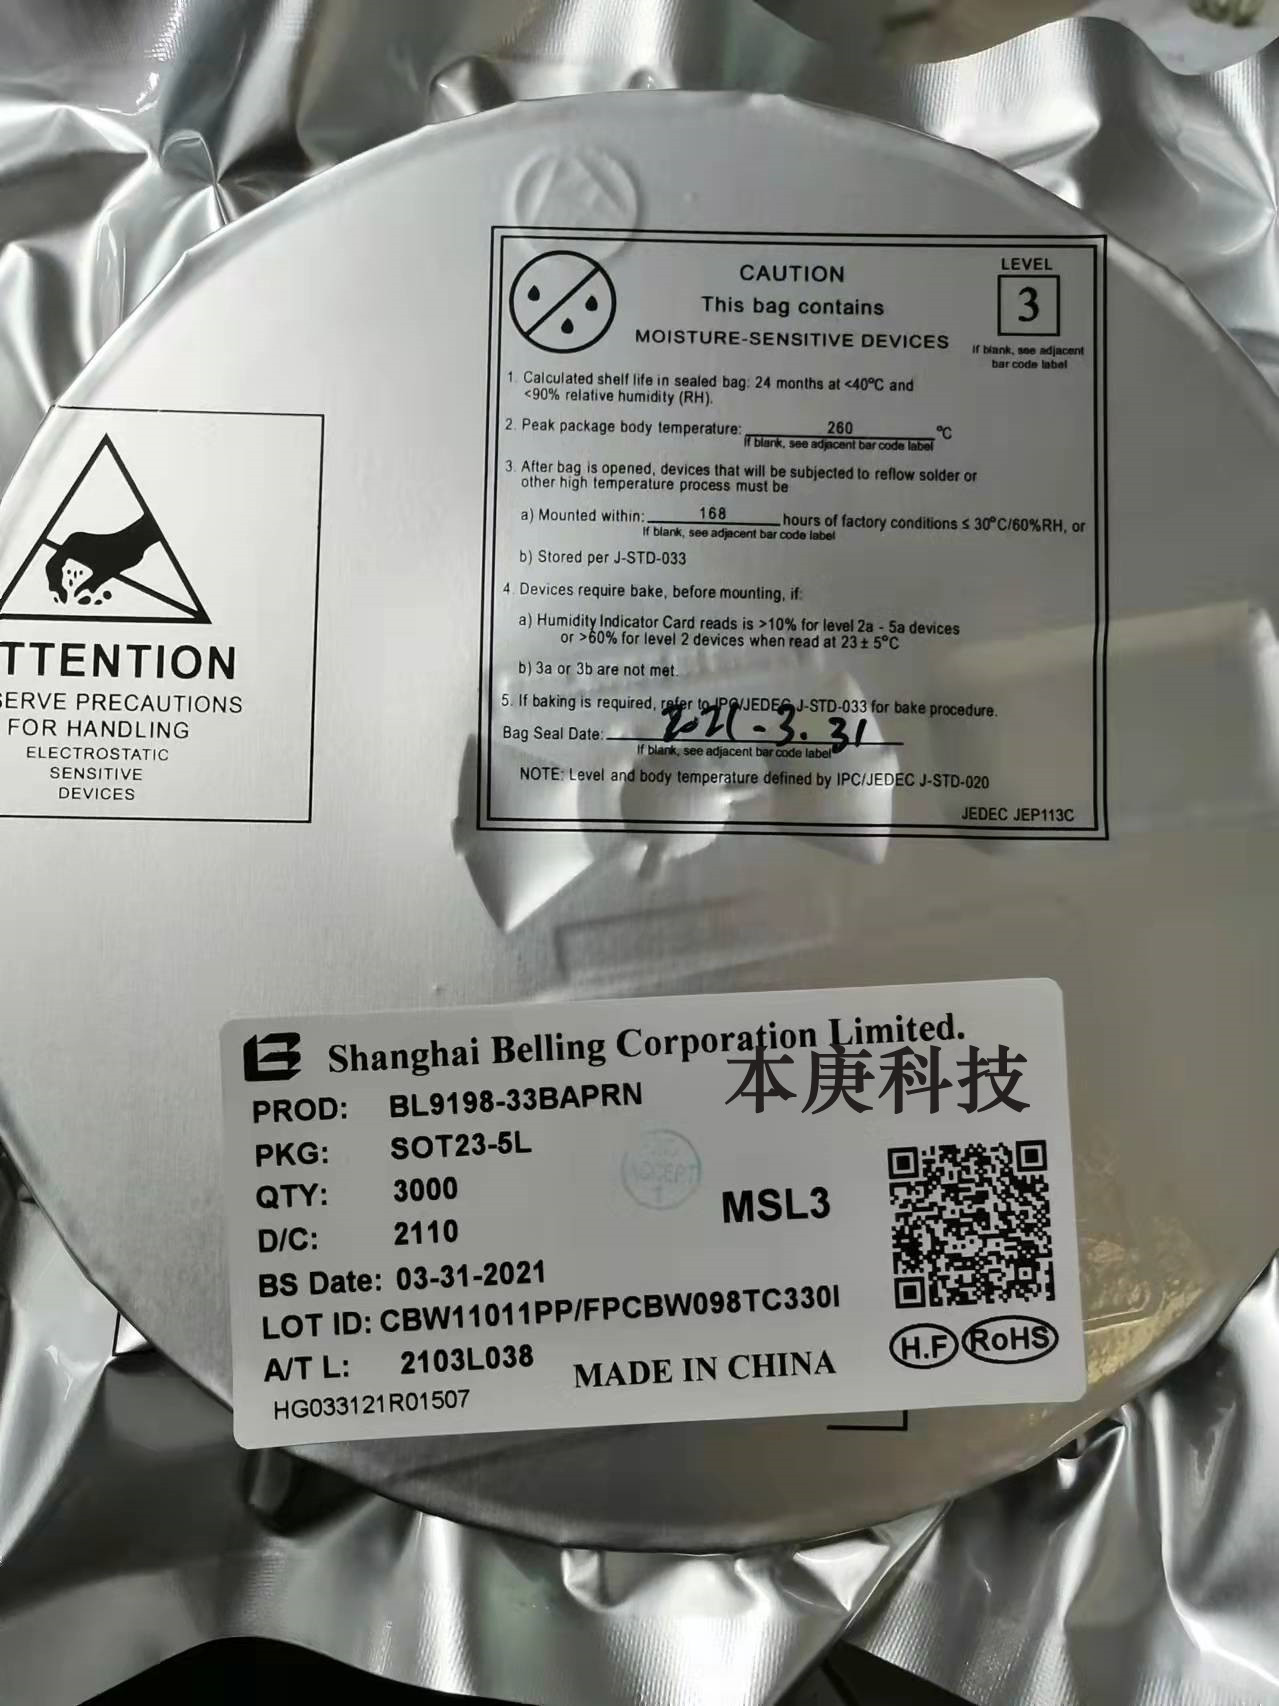 CAUTION
This bag contains
MOISTURE-SENSITIVE DEVICES
LEVEL
3
If blank, see adjacent
bar code label
1. Calculated shelf life in sealed bag: 24 months at <40°C and
<90% relative humidity (RH).
2. Peak package body temperature: 260 °C
If blank, see adjacent bar code label
3. After bag is opened, devices that will be subjected to reflow solder or
other high temperature process must be
a) Mounted within: 168 hours of factory conditions ≤ 30°C/60%RH, or
If blank, see adjacent bar code label
b) Stored per J-STD-033
4. Devices require bake, before mounting, if:
a) Humidity Indicator Card reads is >10% for level 2a - 5a devices
or >60% for level 2 devices when read at 23 ± 5°C
b) 3a or 3b are not met.
5. If baking is required, refer to IPC/JEDEC J-STD-033 for bake procedure.
Bag Seal Date: 2021-3.31
If blank, see adjacent bar code label
NOTE: Level and body temperature defined by IPC/JEDEC J-STD-020
JEDEC JEP113C
TTENTION
SERVE PRECAUTIONS
FOR HANDLING
ELECTROSTATIC
SENSITIVE
DEVICES
Shanghai Belling Corporation Limited.
本庚科技
PROD: BL9198-33BAPRN
PKG: SOT23-5L
QTY: 3000
D/C: 2110
BS Date: 03-31-2021
LOT ID: CBW11011PP/FPCBW098TC330I
A/T L: 2103L038
HG033121R01507
ACCEPT
MSL3
MADE IN CHINA
H.F
RoHS